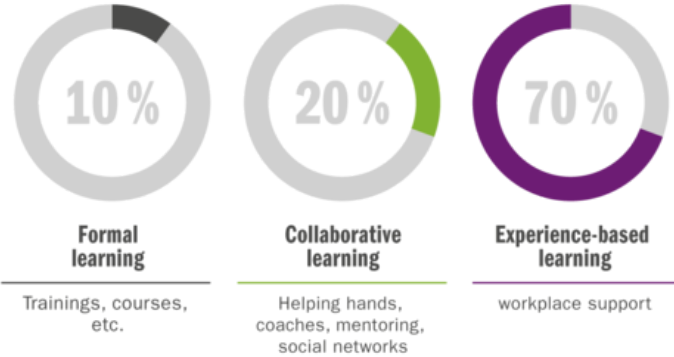 10 %
Formal
learning
Trainings, courses,
etc.
20 %
Collaborative
learning
Helping hands,
coaches, mentoring,
social networks
70 %
Experience-based
learning
workplace support